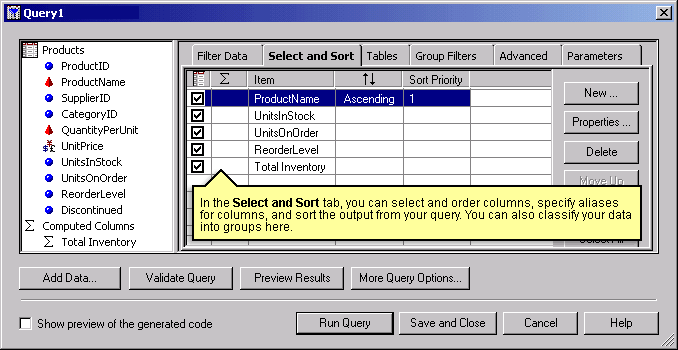 Query1
Products
ProductID
ProductName
SupplierID
CategoryID
QuantityPerUnit
UnitPrice
UnitsInStock
UnitsOnOrder
ReorderLevel
Discontinued
Computed Columns
Total Inventory
Filter Data Select and Sort Tables Group Filters Advanced Parameters
Σ Item Sort Priority
ProductName Ascending 1
UnitsInStock
UnitsOnOrder
ReorderLevel
Total Inventory
New ...
Properties ...
Delete
Move Up
In the Select and Sort tab, you can select and order columns, specify aliases
for columns, and sort the output from your query. You can also classify your data
into groups here.
Select All
Add Data... Validate Query Preview Results More Query Options...
Show preview of the generated code
Run Query Save and Close Cancel Help